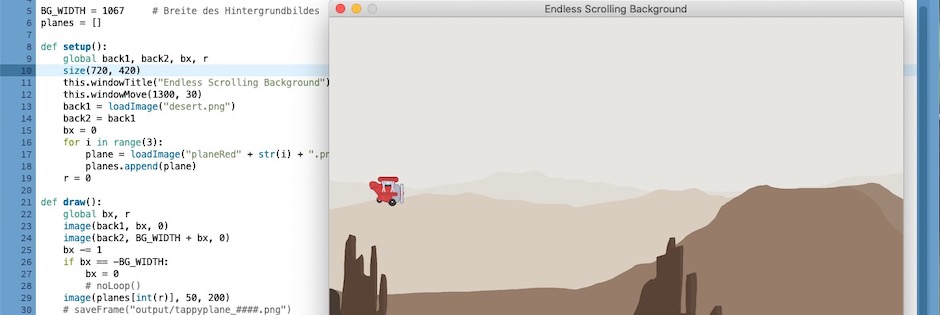 Endless Scrolling Background
4
5 BG_WIDTH = 1067 # Breite des Hintergrundbildes
6 planes = []
7
8 def setup():
9 global back1, back2, bx, r
10 size(720, 420)
11 this.windowTitle("Endless Scrolling Background")
12 this.windowMove(1300, 30)
13 back1 = loadImage("desert.png")
14 back2 = back1
15 bx = 0
16 for i in range(3):
17 plane = loadImage("planeRed" + str(i) + ".pn
18 planes.append(plane)
19 r = 0
20
21 def draw():
22 global bx, r
23 image(back1, bx, 0)
24 image(back2, BG_WIDTH + bx, 0)
25 bx -= 1
26 if bx == -BG_WIDTH:
27 bx = 0
28 # noLoop()
29 image(planes[int(r)], 50, 200)
30 # saveFrame("output/tappyplane_####.png")